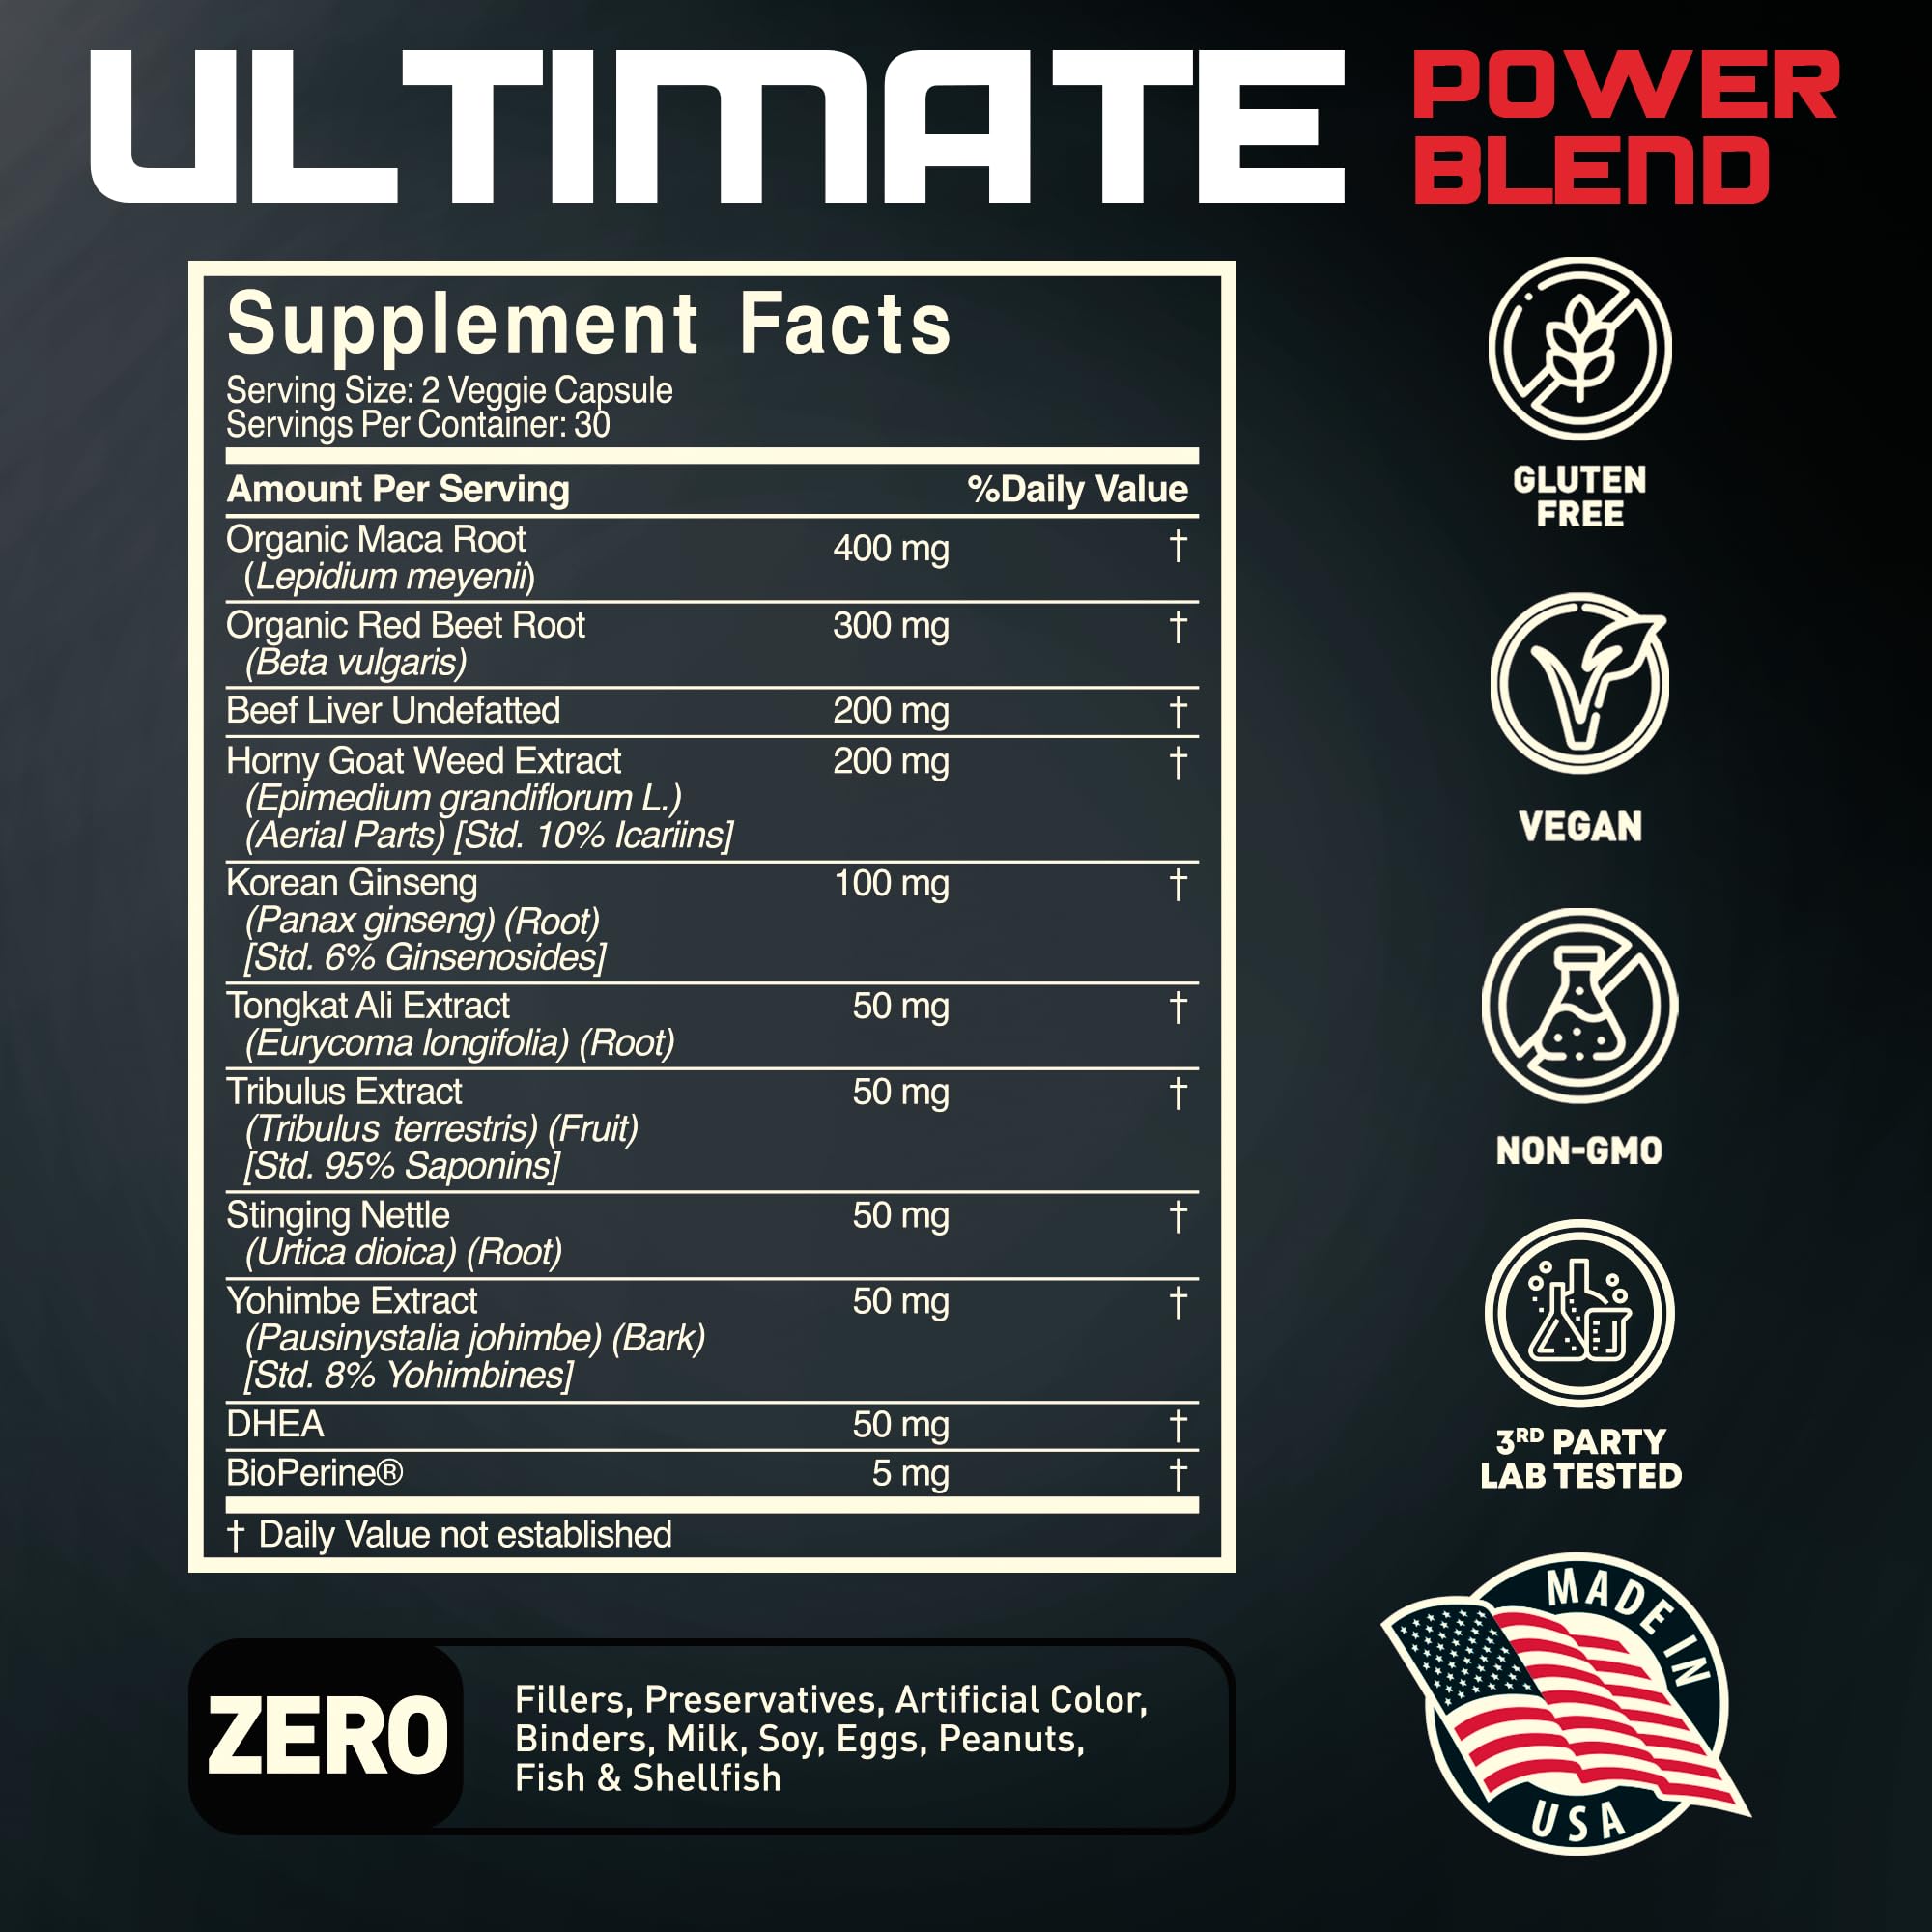 ULTIMATE POWER
BLEND
Supplement Facts
Serving Size: 2 Veggie Capsule
Servings Per Container: 30
Amount Per Serving %Daily Value
Organic Maca Root 400 mg †
(Lepidium meyenii)
Organic Red Beet Root 300 mg †
(Beta vulgaris)
Beef Liver Undefatted 200 mg †
Horny Goat Weed Extract 200 mg †
(Epimedium grandiflorum L.)
(Aerial Parts) [Std. 10% Icariins]
Korean Ginseng 100 mg †
(Panax ginseng) (Root)
[Std. 6% Ginsenosides]
Tongkat Ali Extract 50 mg †
(Eurycoma longifolia) (Root)
Tribulus Extract 50 mg †
(Tribulus terrestris) (Fruit)
[Std. 95% Saponins]
Stinging Nettle 50 mg †
(Urtica dioica) (Root)
Yohimbe Extract 50 mg †
(Pausinystalia johimbe) (Bark)
[Std. 8% Yohimbines]
DHEA 50 mg †
BioPerine® 5 mg †
† Daily Value not established
ZERO
Fillers, Preservatives, Artificial Color,
Binders, Milk, Soy, Eggs, Peanuts,
Fish & Shellfish
GLUTEN
FREE
VEGAN
NON-GMO
3RD PARTY
LAB TESTED
MADE IN
USA